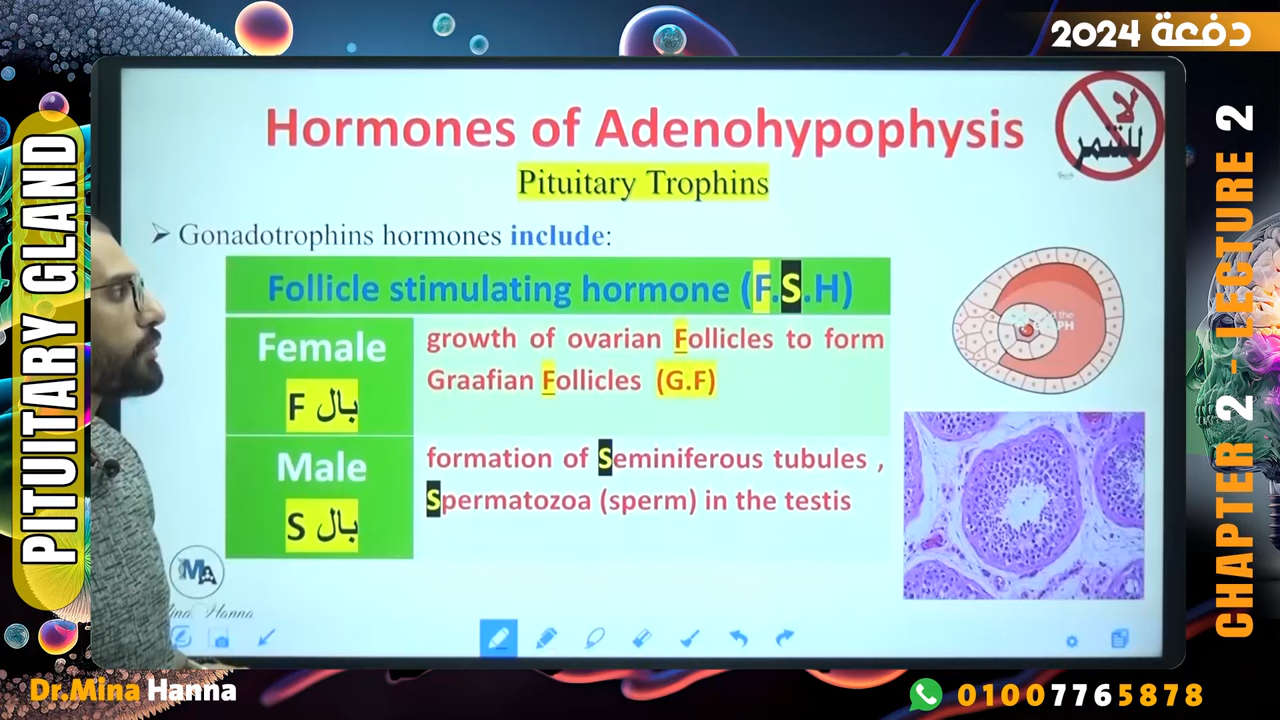 دفعة 2024
PITUITARY GLAND
CHAPTER 2 - LECTURE 2
Hormones of Adenohypophysis
لا للتنمر
Pituitary Trophins
➤ Gonadotrophins hormones include:
Follicle stimulating hormone (F.S.H)
Female
بال F
growth of ovarian Follicles to form
Graafian Follicles (G.F)
Male
بال S
formation of Seminiferous tubules ,
Spermatozoa (sperm) in the testis
MA
Hanna
Dr.Mina Hanna
01007765878